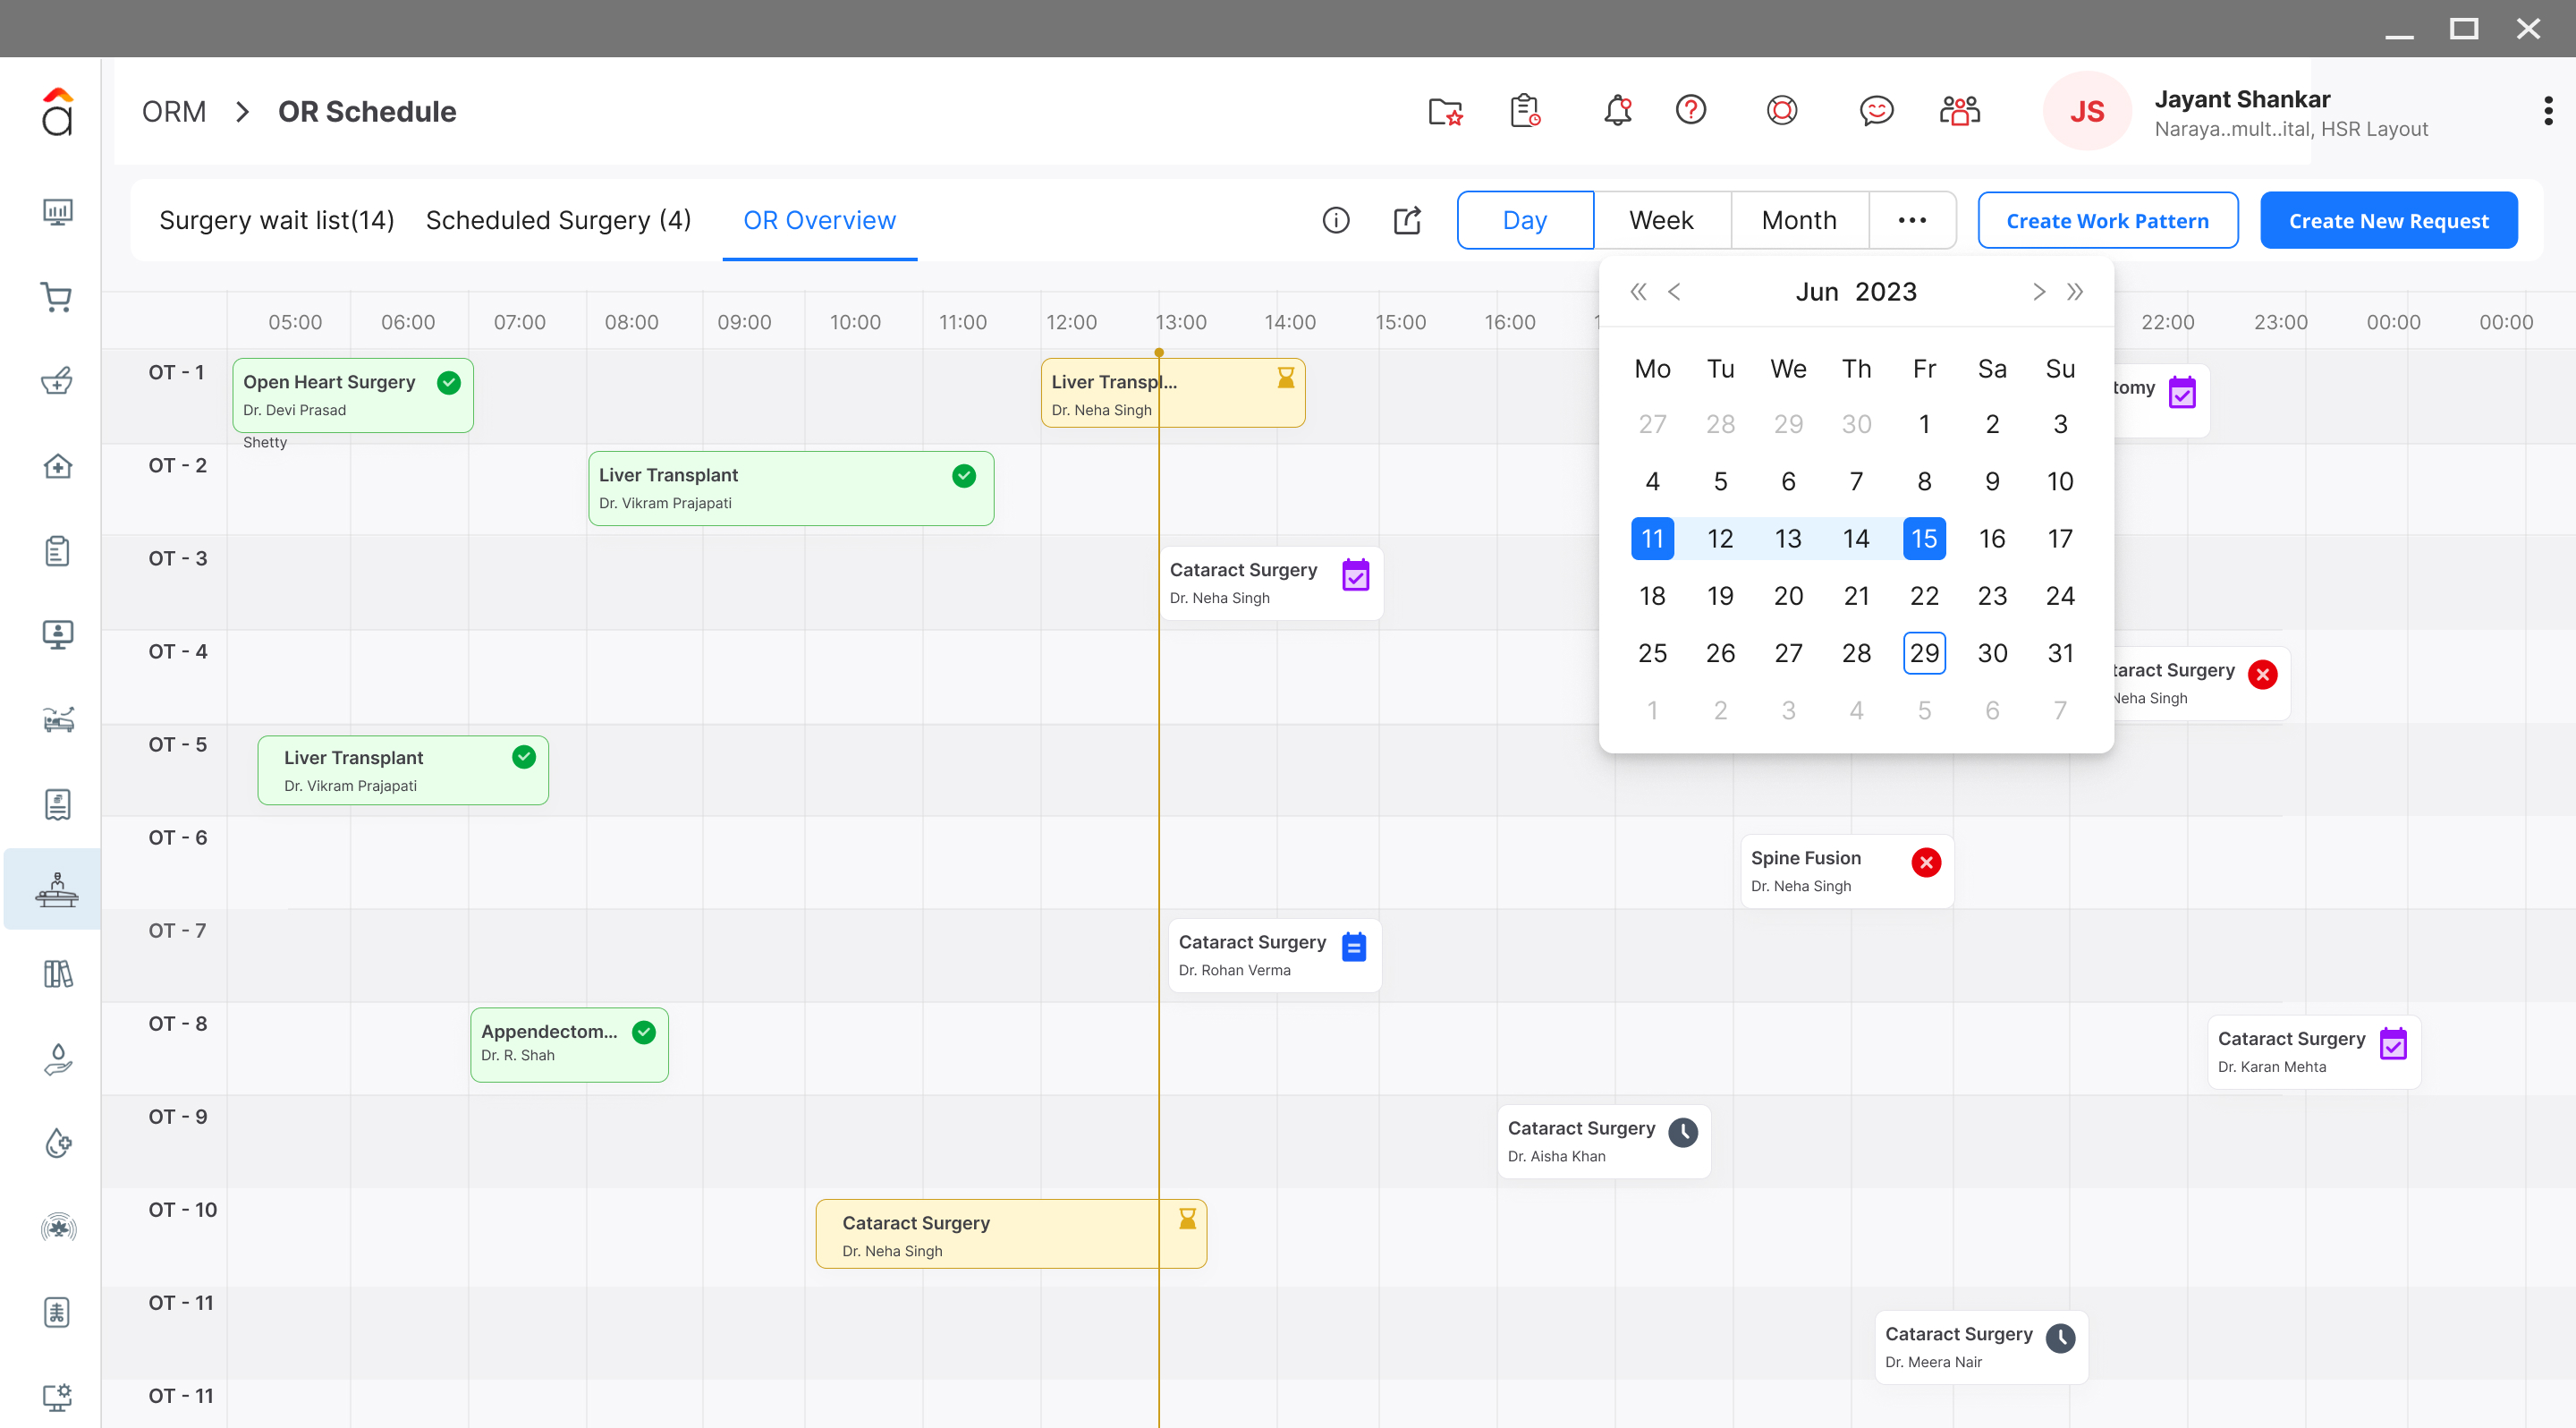 ORM > OR Schedule
JS
Jayant Shankar
Naraya..mult..ital, HSR Layout
Surgery wait list(14) Scheduled Surgery (4) OR Overview
Day Week Month ••• Create Work Pattern Create New Request
Jun 2023
05:00 06:00 07:00 08:00 09:00 10:00 11:00 12:00 13:00 14:00 15:00 16:00 22:00 23:00 00:00 00:00
Mo Tu We Th Fr Sa Su
27 28 29 30 1 2 3
4 5 6 7 8 9 10
11 12 13 14 15 16 17
18 19 20 21 22 23 24
25 26 27 28 29 30 31
1 2 3 4 5 6 7
OT - 1
Open Heart Surgery
Dr. Devi Prasad
Shetty
Liver Transpl...
Dr. Neha Singh
tomy
OT - 2
Liver Transplant
Dr. Vikram Prajapati
OT - 3
Cataract Surgery
Dr. Neha Singh
OT - 4
taract Surgery
Neha Singh
OT - 5
Liver Transplant
Dr. Vikram Prajapati
OT - 6
Spine Fusion
Dr. Neha Singh
OT - 7
Cataract Surgery
Dr. Rohan Verma
OT - 8
Appendectom...
Dr. R. Shah
Cataract Surgery
Dr. Karan Mehta
OT - 9
Cataract Surgery
Dr. Aisha Khan
OT - 10
Cataract Surgery
Dr. Neha Singh
OT - 11
Cataract Surgery
Dr. Meera Nair
OT - 11